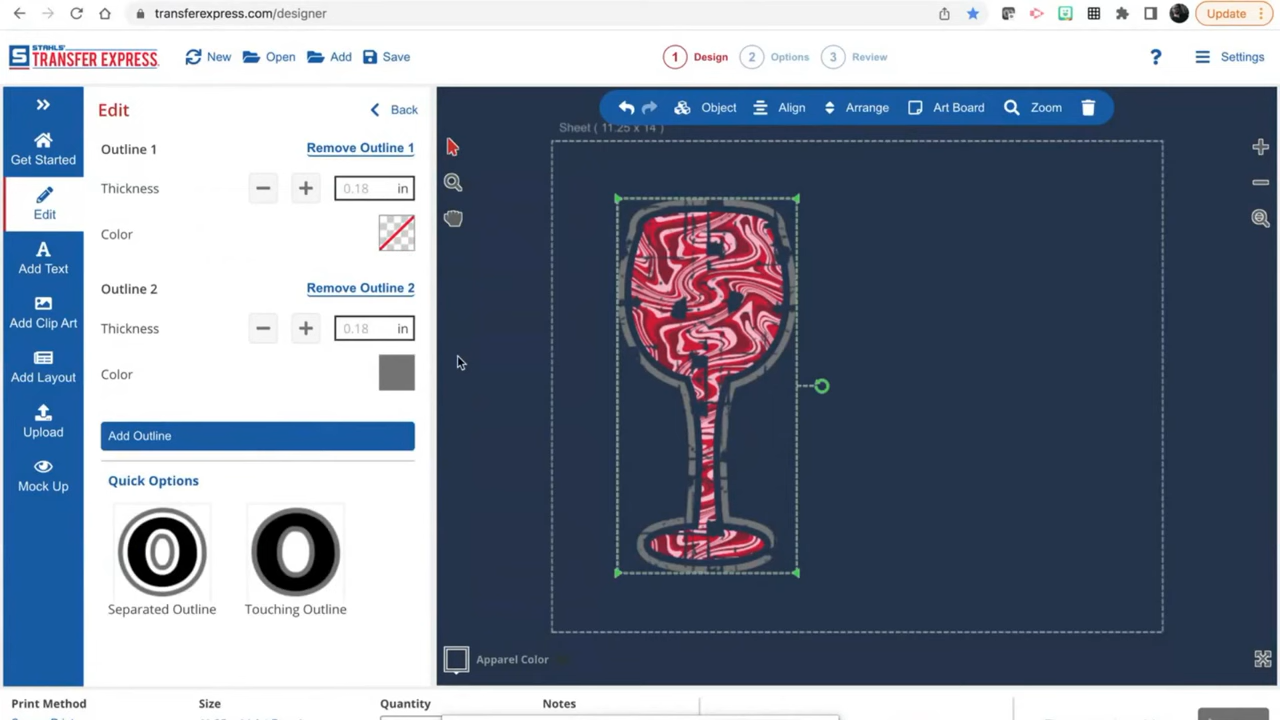 transferexpress.com/designer
Update
S STAHLS' TRANSFER EXPRESS
New
Open
Add
Save
1 Design
2 Options
3 Review
?
Settings
Get Started
Edit
Add Text
Add Clip Art
Add Layout
Upload
Mock Up
Edit
Back
Outline 1
Remove Outline 1
Thickness
0.18 in
Color
Outline 2
Remove Outline 2
Thickness
0.18 in
Color
Add Outline
Quick Options
Separated Outline
Touching Outline
Object
Align
Arrange
Art Board
Zoom
Sheet ( 11.25 x 14 )
Apparel Color
Print Method
Size
Quantity
Notes